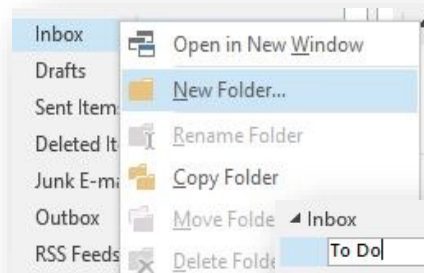 Inbox
Drafts
Sent Item
Deleted It
Junk E-ma
Outbox
RSS Feeds
Open in New Window
New Folder...
Rename Folder
Copy Folder
Move Folde
Delete Folde
Inbox
To Do